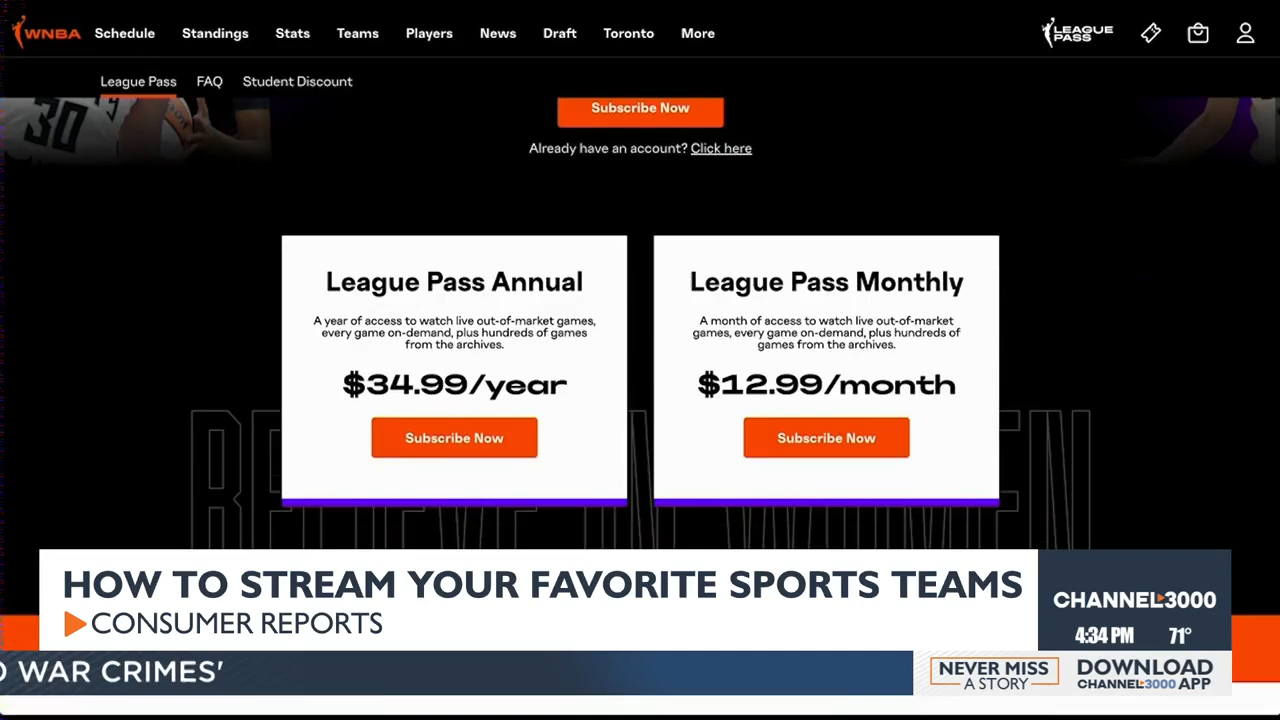 WNBA Schedule Standings Stats Teams Players News Draft Toronto More LEAGUE PASS
League Pass FAQ Student Discount
30
Subscribe Now
Already have an account? Click here
League Pass Annual
A year of access to watch live out-of-market games,
every game on-demand, plus hundreds of games
from the archives.
$34.99/year
Subscribe Now
League Pass Monthly
A month of access to watch live out-of-market
games, every game on-demand, plus hundreds of
games from the archives.
$12.99/month
Subscribe Now
BELIEVE IN WOMEN
HOW TO STREAM YOUR FAVORITE SPORTS TEAMS
CONSUMER REPORTS
CHANNEL3000
4:34 PM 71°
WAR CRIMES'
NEVER MISS
A STORY
DOWNLOAD
CHANNEL3000 APP